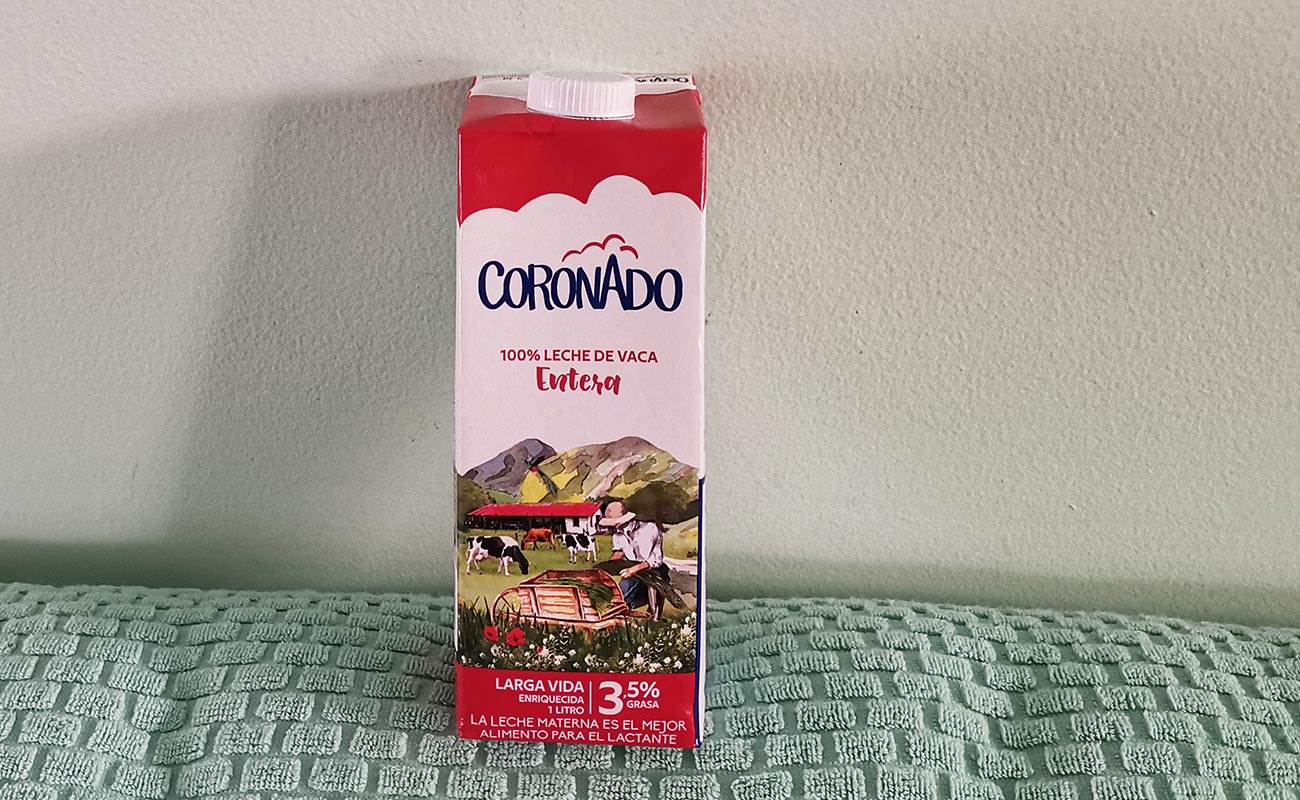 CORONADO
100% LECHE DE VACA
Entera
LARGA VIDA
ENRIQUECIDA
1 LITRO
3,5%
GRASA
LA LECHE MATERNA ES EL MEJOR
ALIMENTO PARA EL LACTANTE